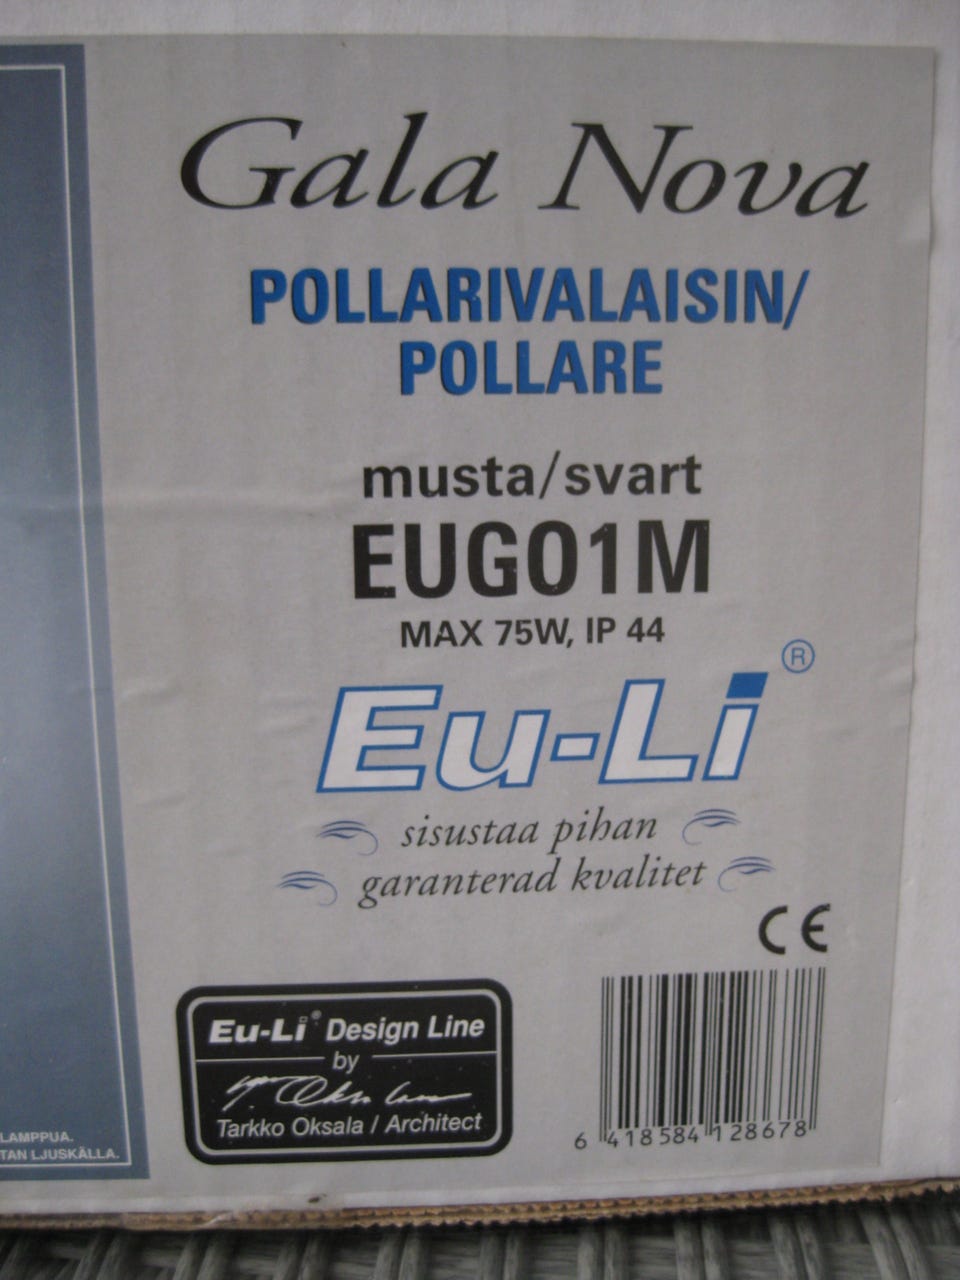 Gala Nova
POLLARIVALAISIN/
POLLARE
musta/svart
EUG01M
MAX 75W, IP 44
Eu-Li®
sisustaa pihan
garanterad kvalitet
CE
Eu-Li® Design Line
by
Tarkko Oksala / Architect
6 418584 128678
LAMPPUA.
TAN LJUSKÄLLA.